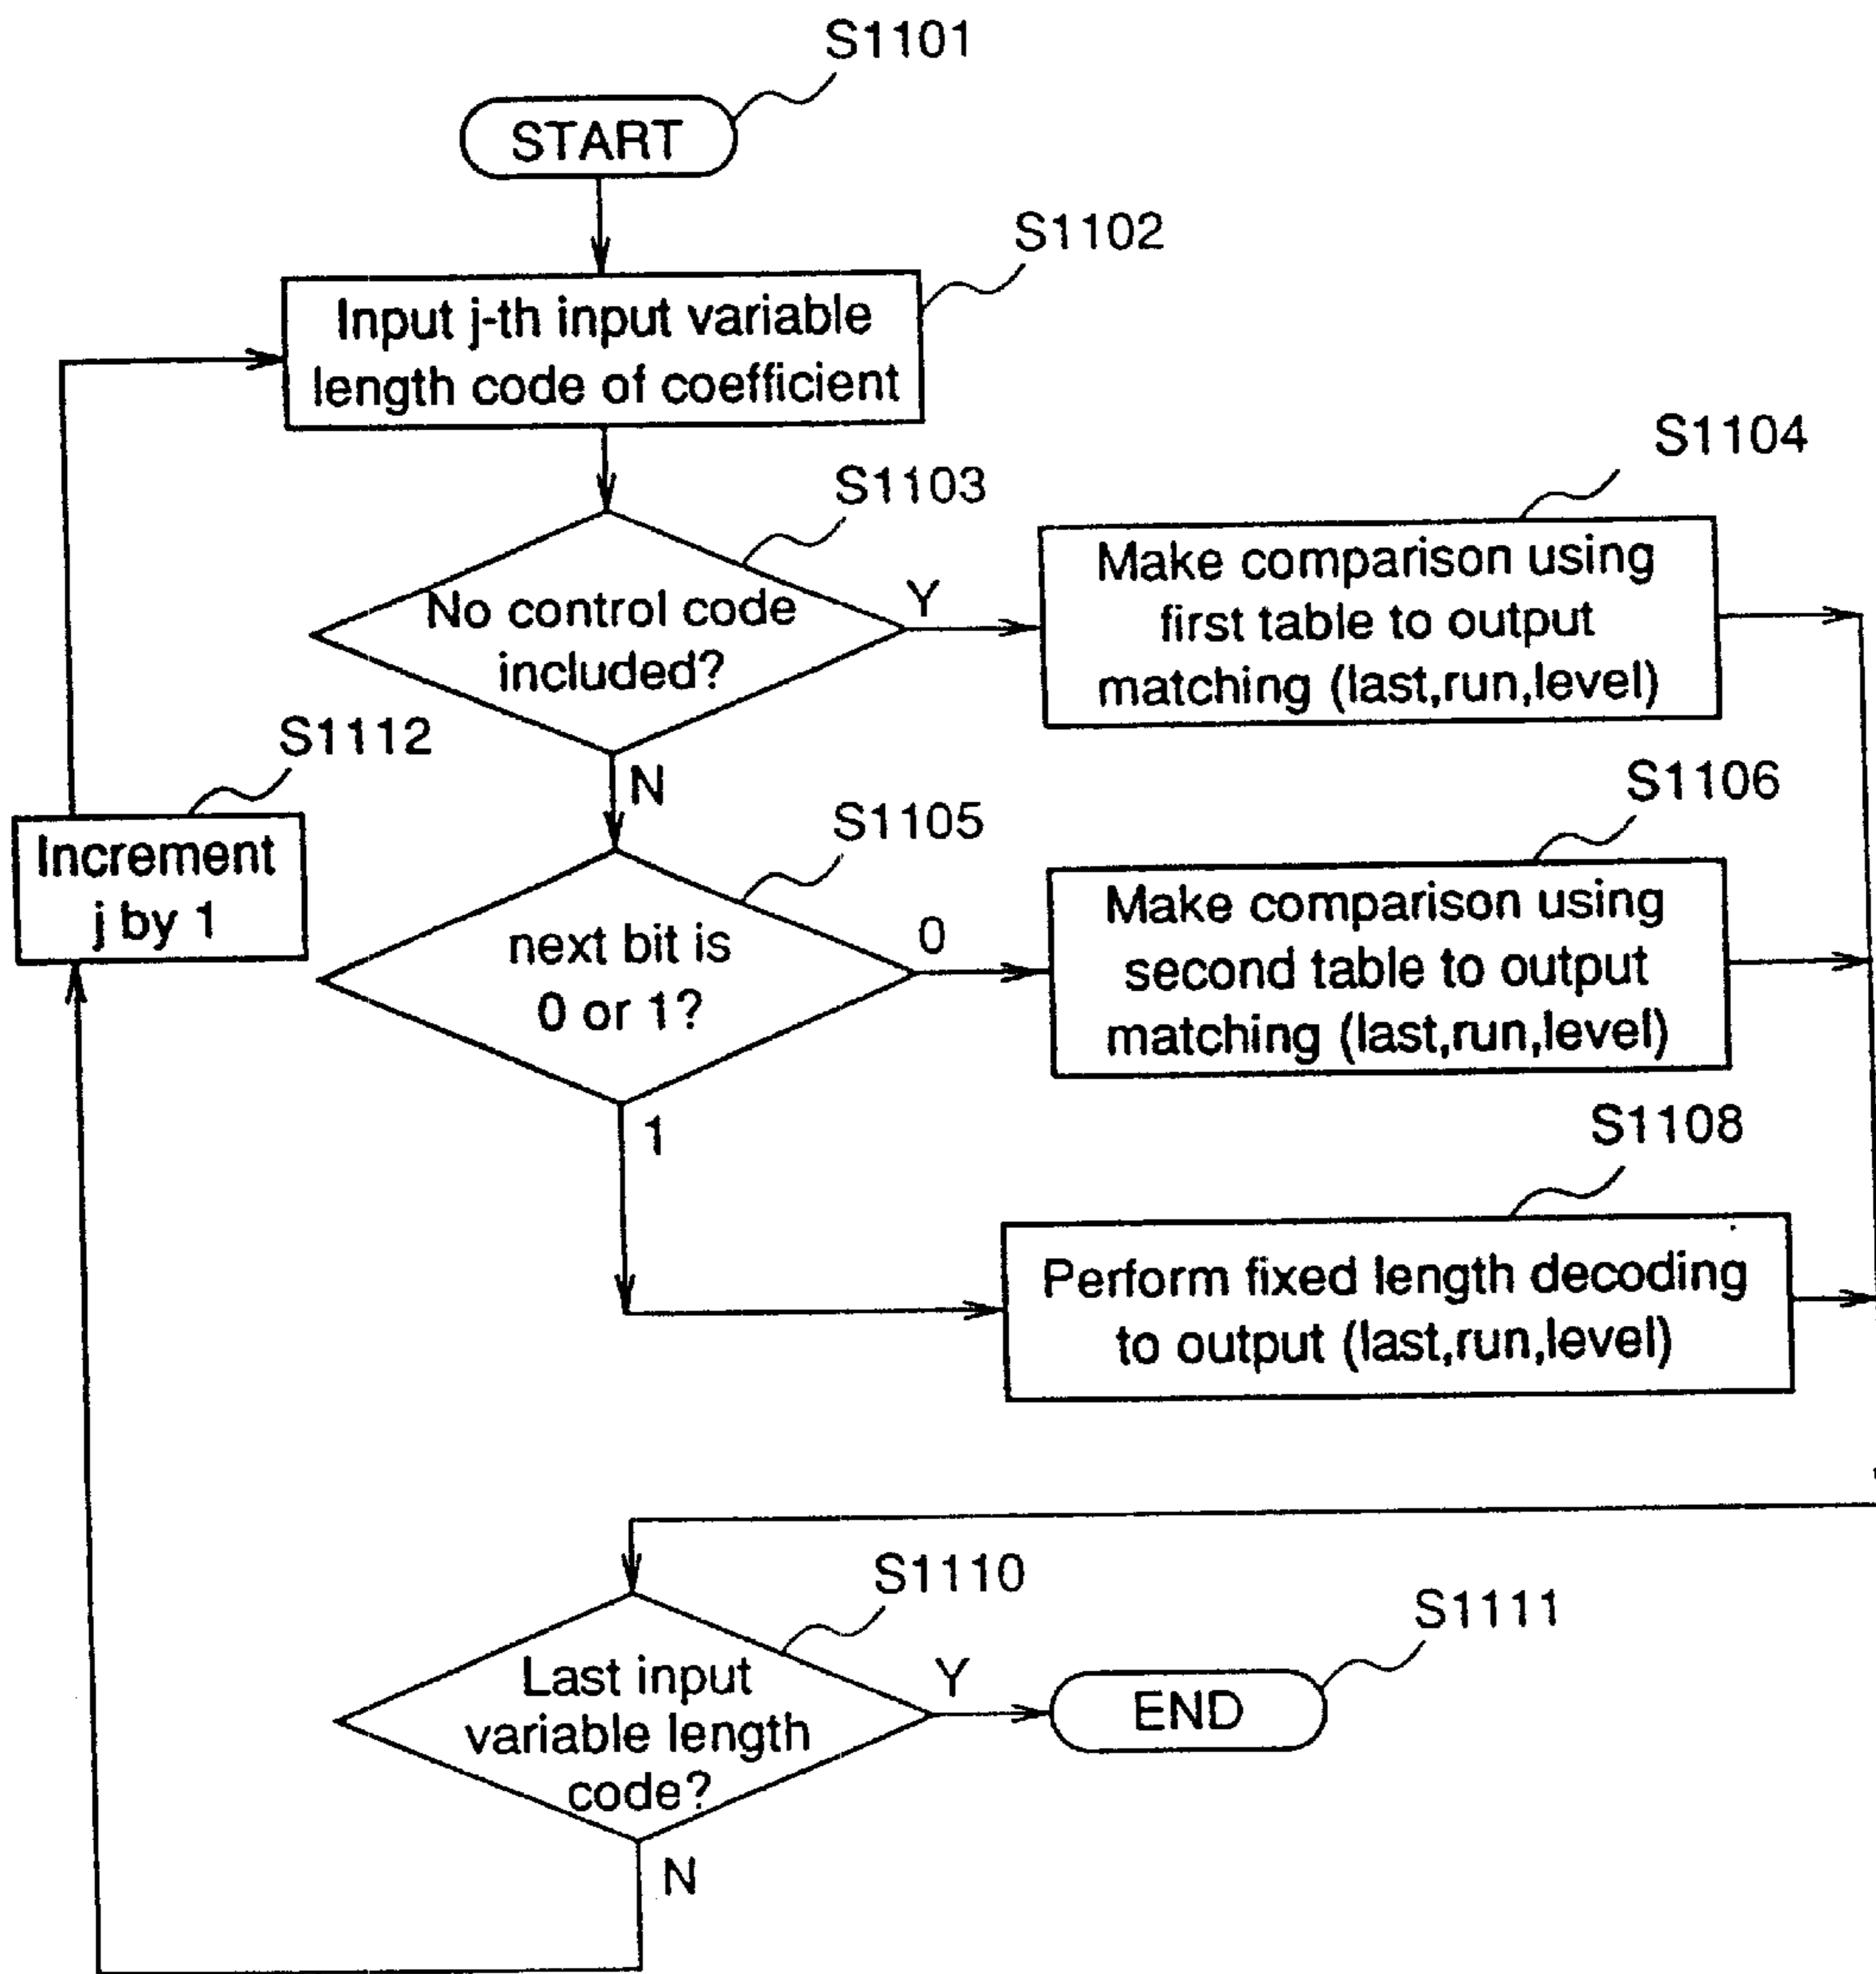 S1101
START
S1102
Input j-th input variable
length code of coefficient
S1103
No control code
included?
Y
N
S1104
Make comparison using
first table to output
matching (last,run,level)
S1112
Increment
j by 1
S1105
next bit is
0 or 1?
0
1
S1106
Make comparison using
second table to output
matching (last,run,level)
S1108
Perform fixed length decoding
to output (last,run,level)
S1110
Last input
variable length
code?
Y
N
S1111
END